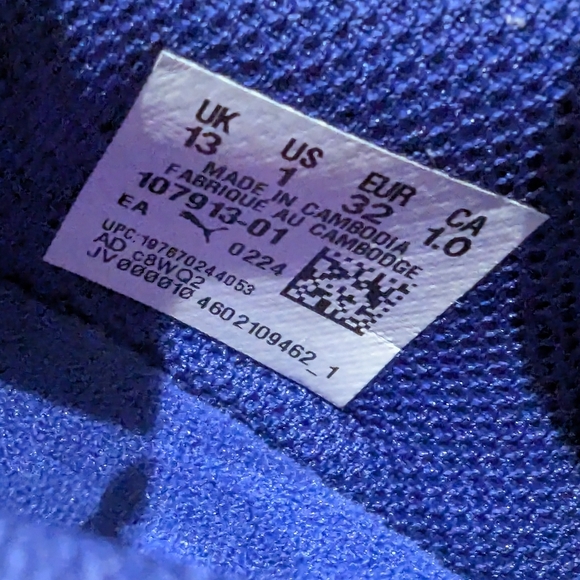 UK US EUR CA
13 1 32 1.0
MADE IN CAMBODIA
FABRIQUE AU CAMBODGE
107913-01
EA 0224
UPC:197670244053
AD C8WQ2
JV000010 4602109462_1